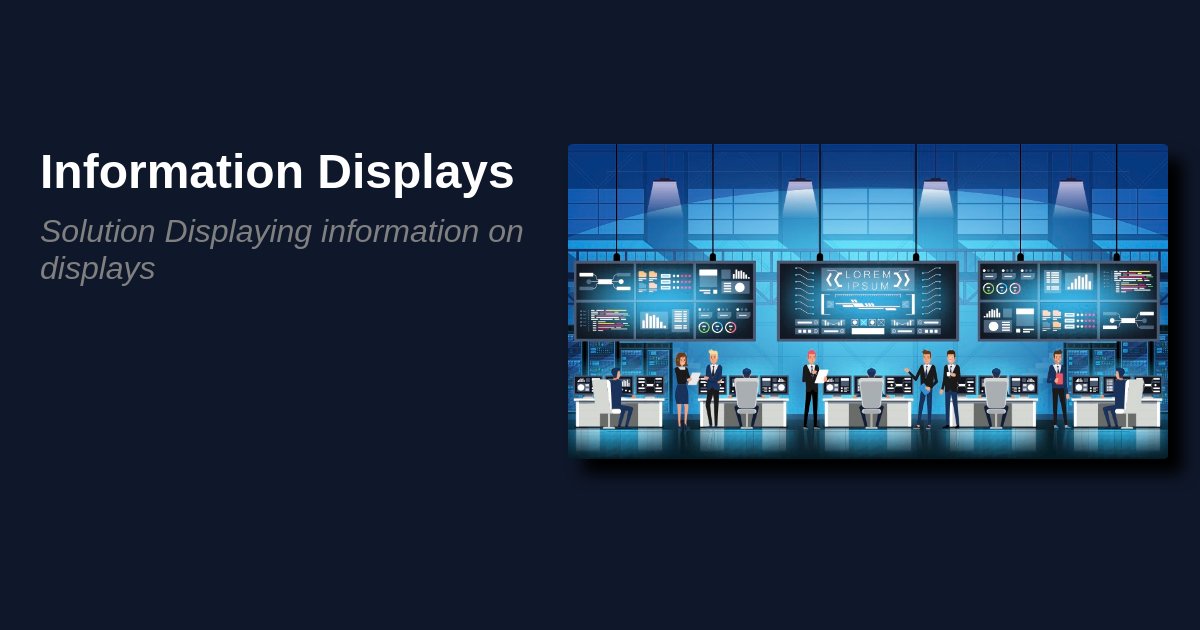 Information Displays
Solution Displaying information on
displays
LOREM
IPSUM